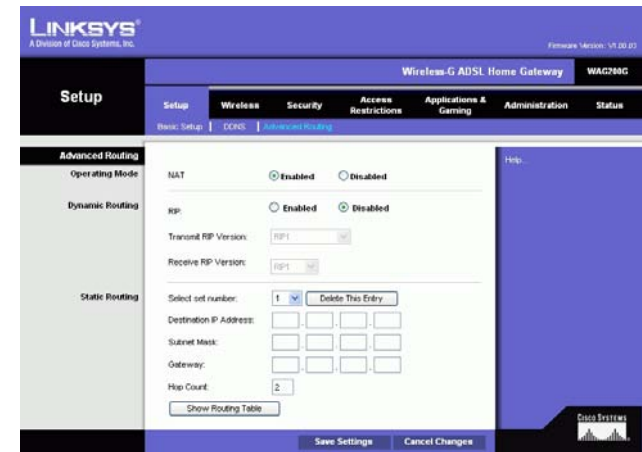 LINKSYS®
A Division of Cisco Systems, Inc.
Firmware Version: V1.00.03
Wireless-G ADSL Home Gateway WAG200G
Setup
Setup Wireless Security Access Restrictions Applications & Gaming Administration Status
Basic Setup | DDNS | Advanced Routing
Advanced Routing
Help...
Operating Mode NAT Enabled Disabled
Dynamic Routing RIP Enabled Disabled
Transmit RIP Version: RIP1
Receive RIP Version: RIP1
Static Routing Select set number: 1 Delete This Entry
Destination IP Address: . . .
Subnet Mask: . . .
Gateway: . . .
Hop Count: 2
Show Routing Table
Save Settings Cancel Changes
CISCO SYSTEMS